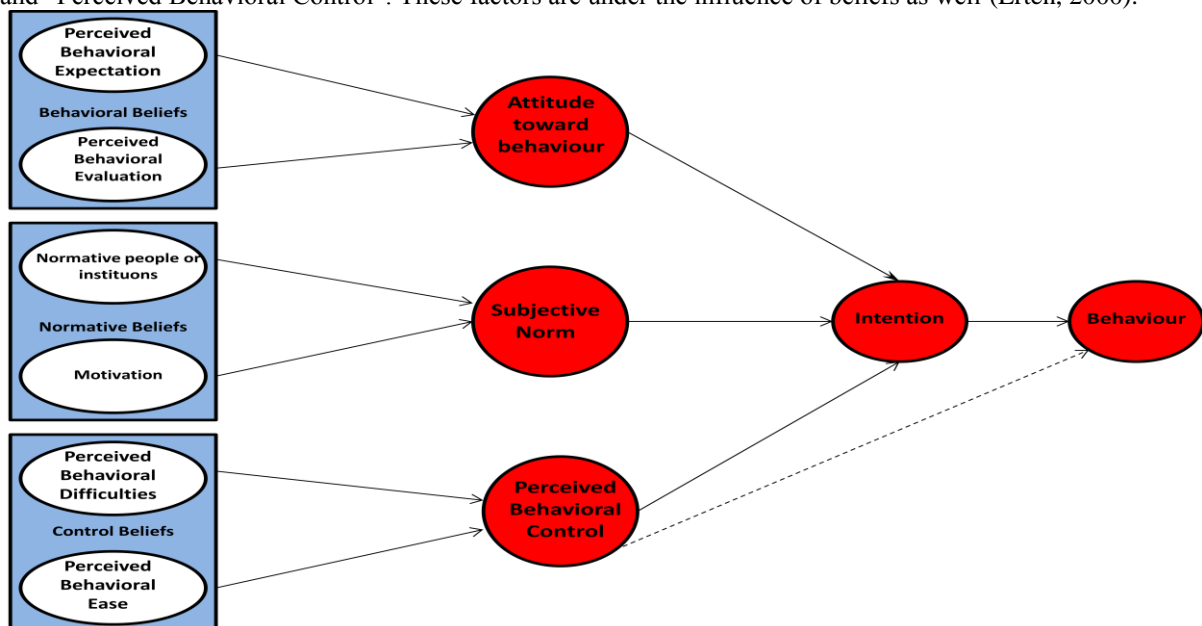 and "Perceived Behavioral Control". These factors are under the influence of beliefs as well (Erten, 2000).
Perceived
Behavioral
Expectation
Behavioral Beliefs
Perceived
Behavioral
Evaluation
Attitude
toward
behaviour
Normative people or
instituons
Normative Beliefs
Motivation
Subjective
Norm
Intention
Behaviour
Perceived
Behavioral
Difficulties
Control Beliefs
Perceived
Behavioral
Ease
Perceived
Behavioral
Control